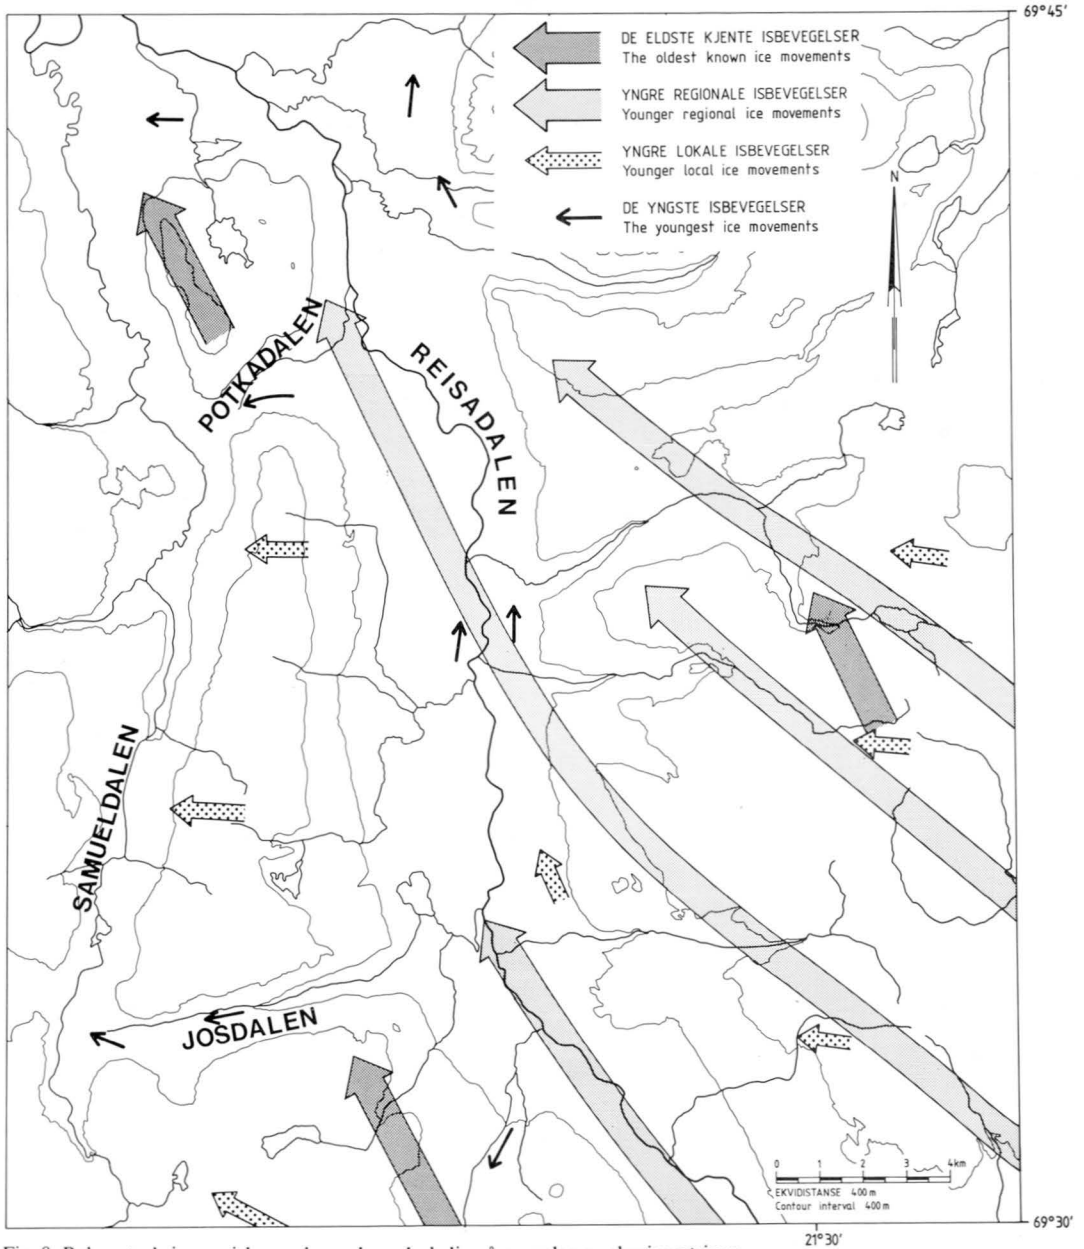 69°45'
DE ELDSTE KJENTE ISBEVEGELSER
The oldest known ice movements
YNGRE REGIONALE ISBEVEGELSER
Younger regional ice movements
YNGRE LOKALE ISBEVEGELSER
Younger local ice movements
DE YNGSTE ISBEVEGELSER
The youngest ice movements
N
POTKADALEN
REISADALEN
SAMUELDALEN
JOSDALEN
0 1 2 3 4km
EKVIDISTANSE 400 m
Contour interval 400 m
69°30'
21°30'